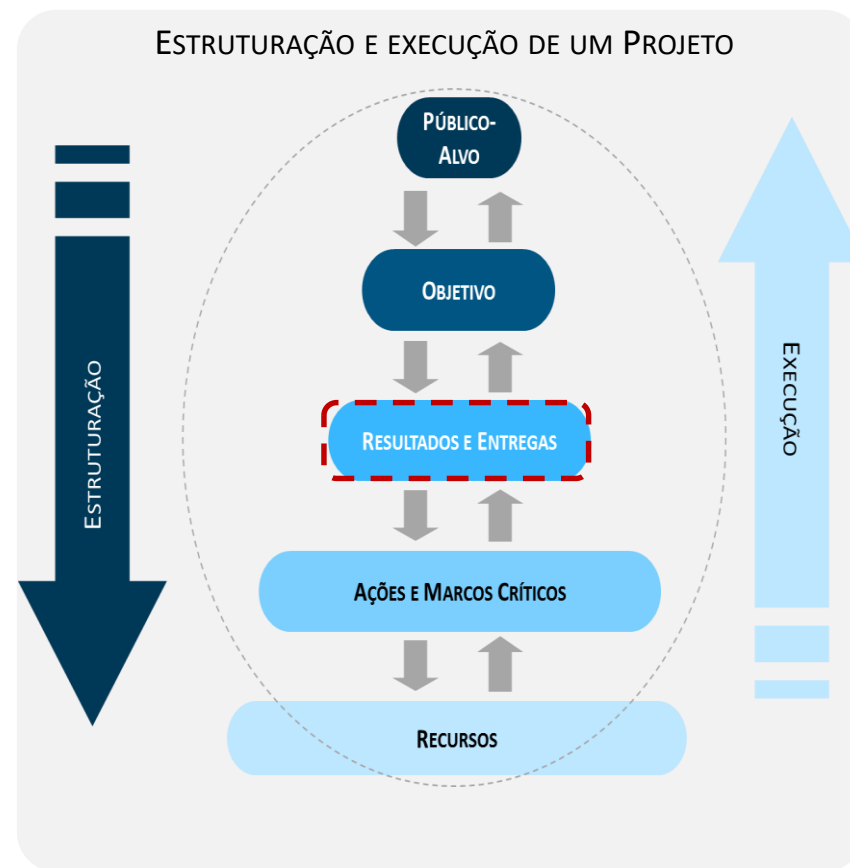 ESTRUTURAÇÃO E EXECUÇÃO DE UM PROJETO
PÚBLICO-
ALVO
OBJETIVO
RESULTADOS E ENTREGAS
AÇÕES E MARCOS CRÍTICOS
RECURSOS
ESTRUTURAÇÃO
EXECUÇÃO